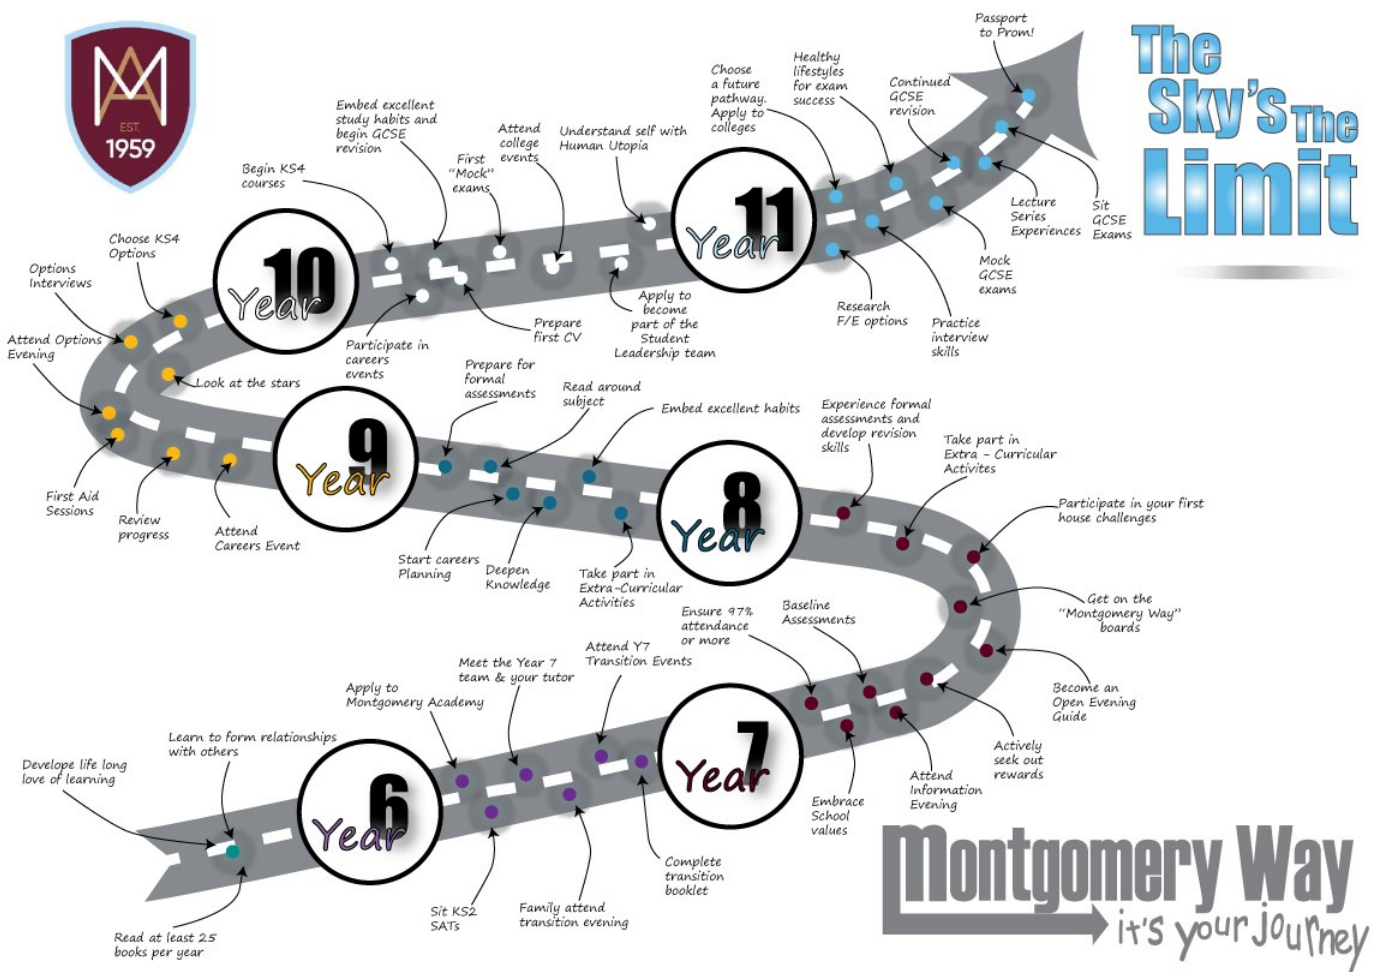 MA
EST.
1959
The
Sky's The
Limit
Passport
to Prom!
Sit
GCSE
Exams
Lecture
Series
Experiences
Continued
GCSE
revision
Mock
GCSE
exams
Healthy
lifestyles
for exam
success
Practice
interview
skills
Choose
a future
pathway.
Apply to
colleges
Research
F/E options
11
Year
Understand self with
Human Utopia
Apply to
become
part of the
Student
Leadership team
Attend
college
events
First
"Mock"
exams
Prepare
first CV
Embed excellent
study habits and
begin GCSE
revision
Participate in
careers
events
Begin KS4
courses
10
Year
Choose KS4
Options
Options
Interviews
Look at the stars
Attend Options
Evening
First Aid
Sessions
Review
progress
Attend
Careers Event
9
Year
Prepare for
formal
assessments
Read around
subject
Start careers
Planning
Deepen
Knowledge
Embed excellent habits
Take part in
Extra-Curricular
Activities
8
Year
Experience formal
assessments and
develop revision
skills
Take part in
Extra - Curricular
Activites
Participate in your first
house challenges
Get on the
"Montgomery Way"
boards
Become an
Open Evening
Guide
Actively
seek out
rewards
Attend
Information
Evening
Baseline
Assessments
Embrace
School
values
Ensure 97%
attendance
or more
7
Year
Complete
transition
booklet
Attend Y7
Transition Events
Family attend
transition evening
Meet the Year 7
team & your tutor
Sit KS2
SATs
Apply to
Montgomery Academy
6
Year
Learn to form relationships
with others
Develope life long
love of learning
Read at least 25
books per year
Montgomery Way
it's your journey